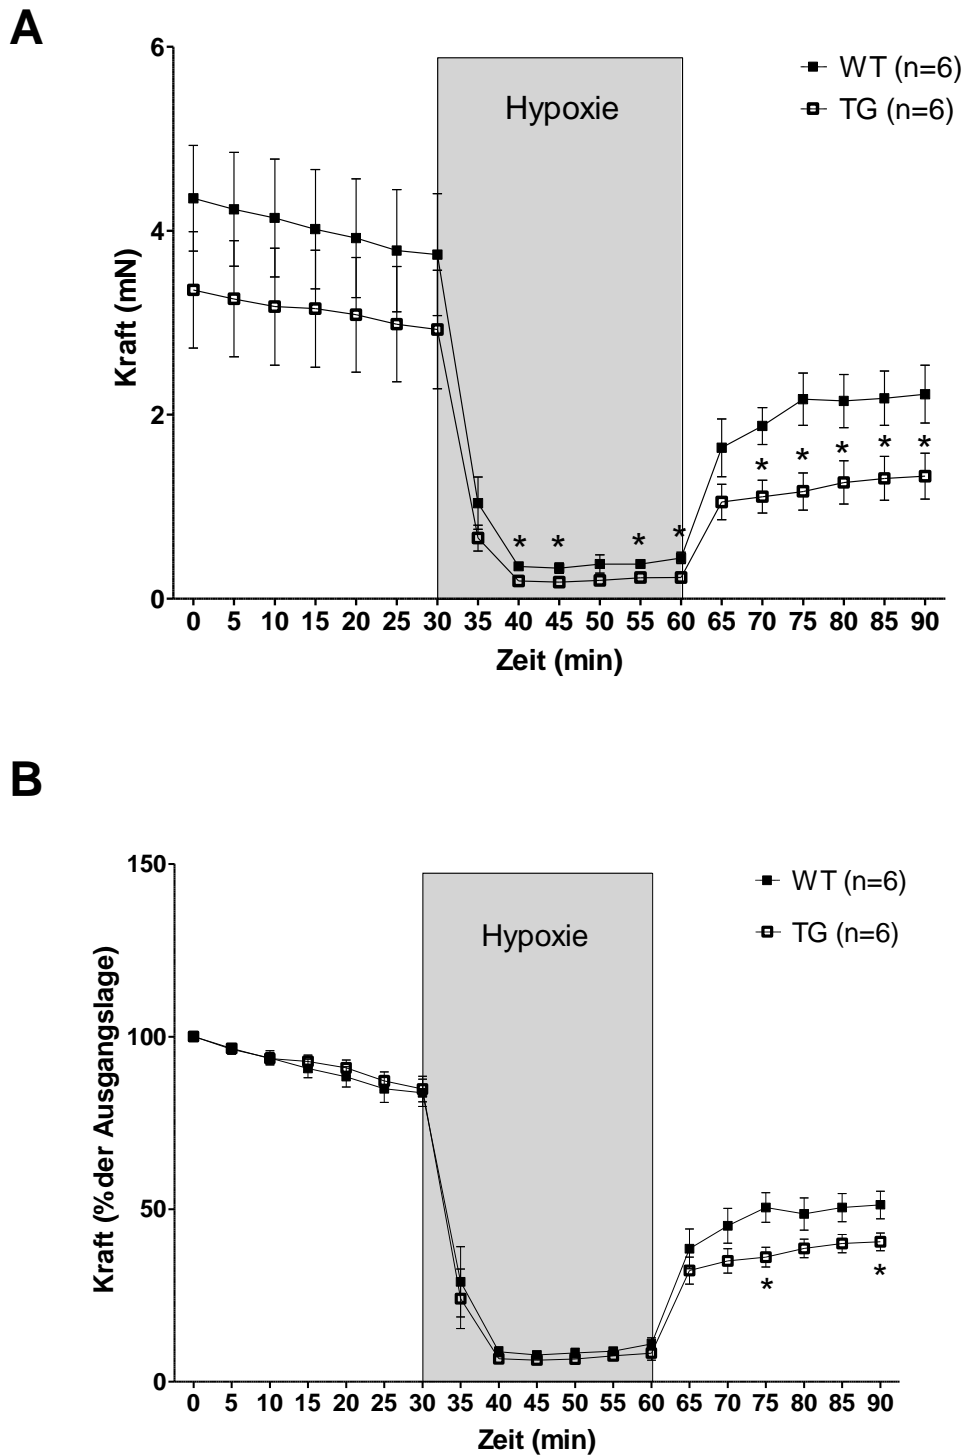 A
6
4
2
0
Kraft (mN)
Hypoxie
WT (n=6)
TG (n=6)
* * * * * * * * *
0 5 10 15 20 25 30 35 40 45 50 55 60 65 70 75 80 85 90
Zeit (min)
B
150
100
50
0
Kraft (%der Ausgangslage)
Hypoxie
WT (n=6)
TG (n=6)
* *
0 5 10 15 20 25 30 35 40 45 50 55 60 65 70 75 80 85 90
Zeit (min)